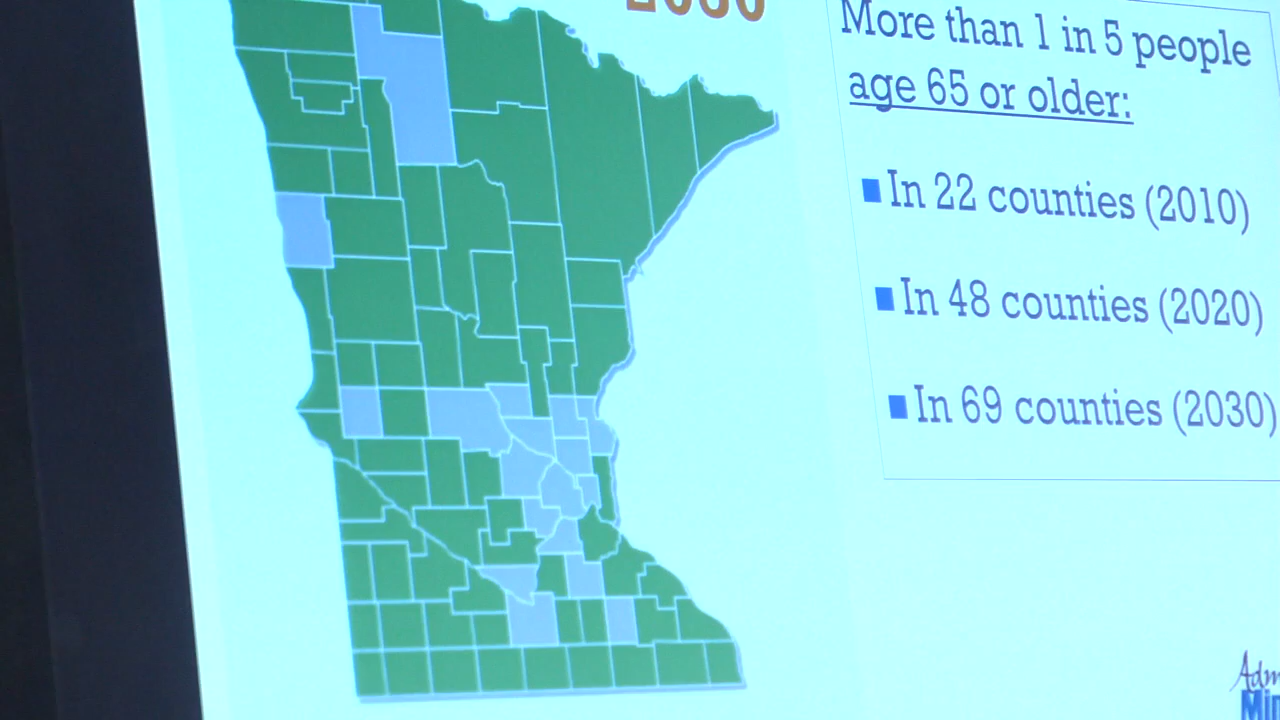 2030
More than 1 in 5 people
age 65 or older:
In 22 counties (2010)
In 48 counties (2020)
In 69 counties (2030)